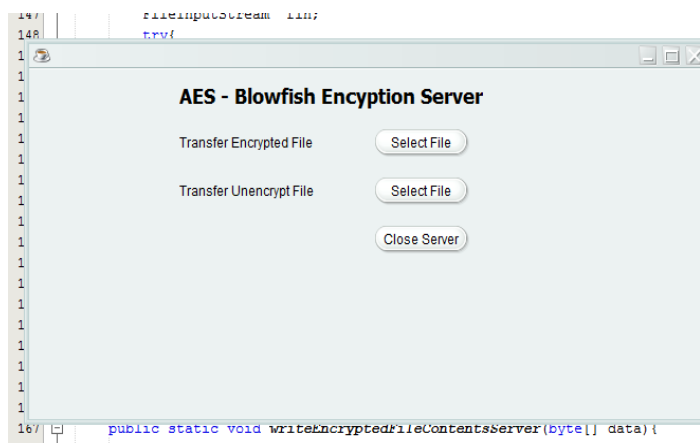 147 FileInputStream fin;
148 try{
AES - Blowfish Encyption Server
Transfer Encrypted File Select File
Transfer Unencrypt File Select File
Close Server
167 public static void writeEncryptedFileContentsServer(byte[] data){